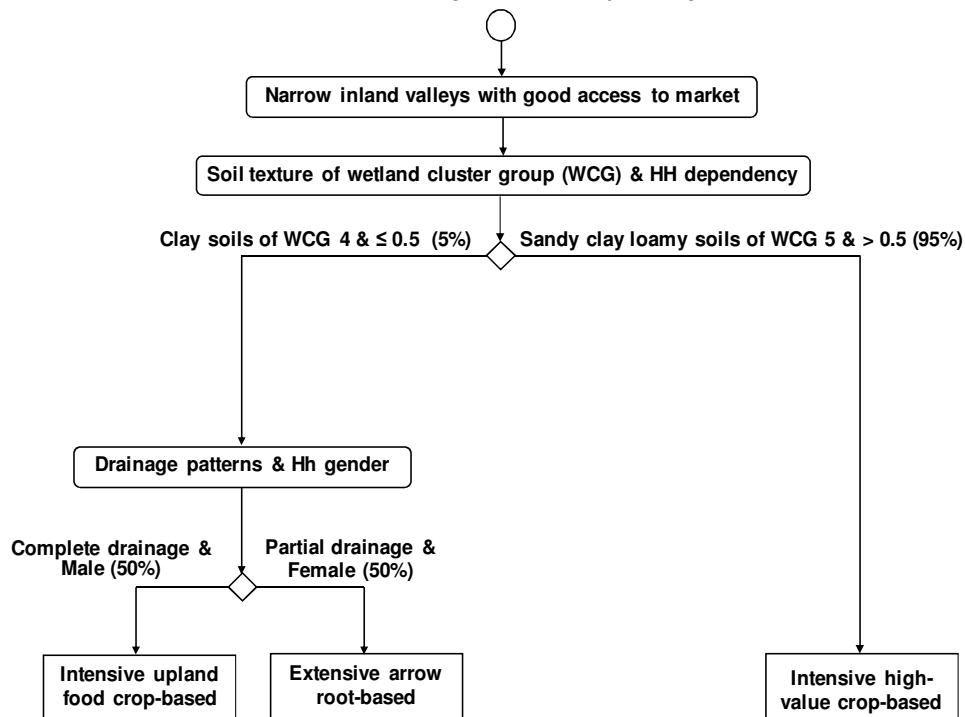 Narrow inland valleys with good access to market
Soil texture of wetland cluster group (WCG) & HH dependency
Clay soils of WCG 4 & ≤ 0.5 (5%)
Sandy clay loamy soils of WCG 5 & > 0.5 (95%)
Drainage patterns & Hh gender
Complete drainage &
Male (50%)
Partial drainage &
Female (50%)
Intensive upland
food crop-based
Extensive arrow
root-based
Intensive high-
value crop-based